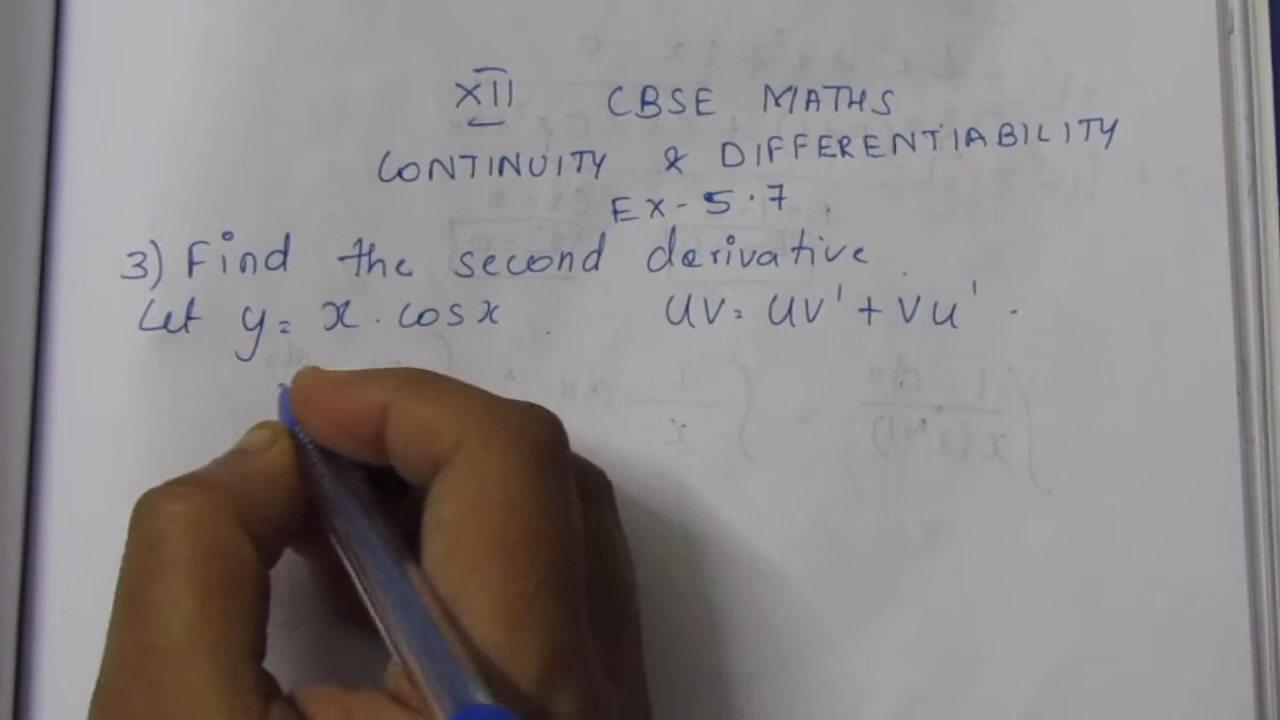 XII CBSE MATHS
CONTINUITY & DIFFERENTIABILITY
EX - 5.7
3) Find the second derivative
Let y = x . cos x
UV = UV' + VU' .